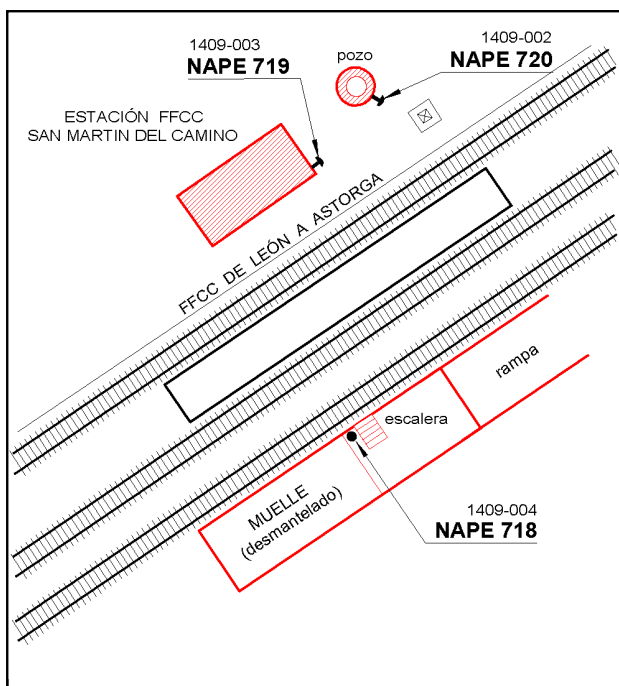 1409-003
NAPE 719
1409-002
NAPE 720
pozo
ESTACIÓN FFCC
SAN MARTIN DEL CAMINO
FFCC DE LEÓN A ASTORGA
rampa
escalera
MUELLE
(desmantelado)
1409-004
NAPE 718